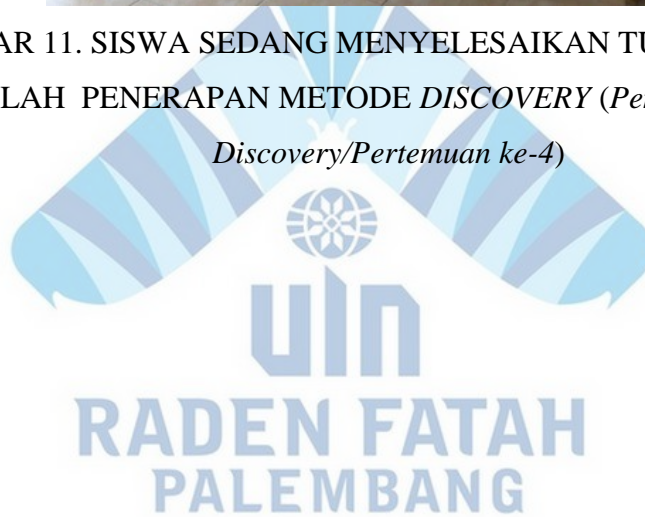 AR 11. SISWA SEDANG MENYELESAIKAN TU
LAH PENERAPAN METODE DISCOVERY (Pe
Discovery/Pertemuan ke-4)
uin
RADEN FATAH
PALEMBANG